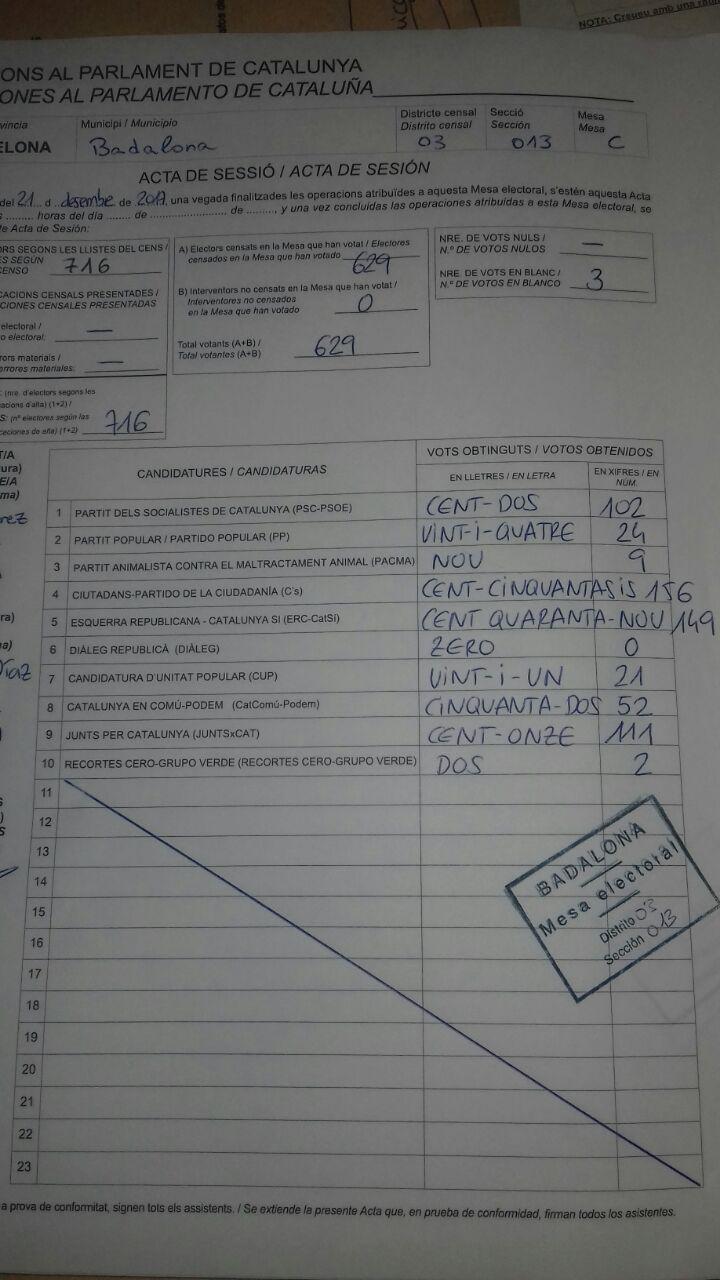 NOTA: Creueu amb una
ONS AL PARLAMENT DE CATALUNYA
ONES AL PARLAMENTO DE CATALUÑA
víncia
ELONA
Municipi / Municipio
Badalona
Districte censal
Distrito censal
03
Secció
Sección
013
Mesa
Mesa
C
ACTA DE SESSIÓ / ACTA DE SESIÓN
del 21 d desembre de 2017, una vegada finalitzades les operacions atribuïdes a aquesta Mesa electoral, s'estén aquesta Acta
s ......... horas del día ....... de ....................... de ........., y una vez concluidas las operaciones atribuidas a esta Mesa electoral, se
te Acta de Sesión:
ORS SEGONS LES LLISTES DEL CENS /
ES SEGÚN
CENSO 716
CACIONS CENSALS PRESENTADES /
CIONES CENSALES PRESENTADAS
electoral /
o electoral: —
rors materials /
errores materiales: —
: (nre. d'electors segons les
cacions d'alta) (1+2) /
S: (nº electores según las
cecciones de alta) (1+2) 716
A) Electors censats en la Mesa que han votat / Electores
censados en la Mesa que han votado 629
B) Interventors no censats en la Mesa que han votat /
Interventores no censados
en la Mesa que han votado 0
Total votants (A+B) /
Total votantes (A+B) 629
NRE. DE VOTS NULS /
N.º DE VOTOS NULOS —
NRE. DE VOTS EN BLANC /
N.º DE VOTOS EN BLANCO 3
CANDIDATURES / CANDIDATURAS
VOTS OBTINGUTS / VOTOS OBTENIDOS
EN LLETRES / EN LETRA
EN XIFRES / EN
NÚM.
1 PARTIT DELS SOCIALISTES DE CATALUNYA (PSC-PSOE) CENT-DOS 102
2 PARTIT POPULAR / PARTIDO POPULAR (PP) VINT-I-QUATRE 24
3 PARTIT ANIMALISTA CONTRA EL MALTRACTAMENT ANIMAL (PACMA) NOU 9
4 CIUTADANS-PARTIDO DE LA CIUDADANÍA (C's) CENT-CINQUANTASIS 156
5 ESQUERRA REPUBLICANA - CATALUNYA SI (ERC-CatSí) CENT QUARANTA-NOU 149
6 DIÀLEG REPUBLICÀ (DIÀLEG) ZERO 0
7 CANDIDATURA D'UNITAT POPULAR (CUP) VINT-I-UN 21
8 CATALUNYA EN COMÚ-PODEM (CatComú-Podem) CINQUANTA-DOS 52
9 JUNTS PER CATALUNYA (JUNTSxCAT) CENT-ONZE 111
10 RECORTES CERO-GRUPO VERDE (RECORTES CERO-GRUPO VERDE) DOS 2
11
12
13
14
15
16
17
18
19
20
21
22
23
BADALONA
Mesa electoral
Distrito 03
Sección 013
a prova de conformitat, signen tots els assistents. / Se extiende la presente Acta que, en prueba de conformidad, firman todos los asistentes.